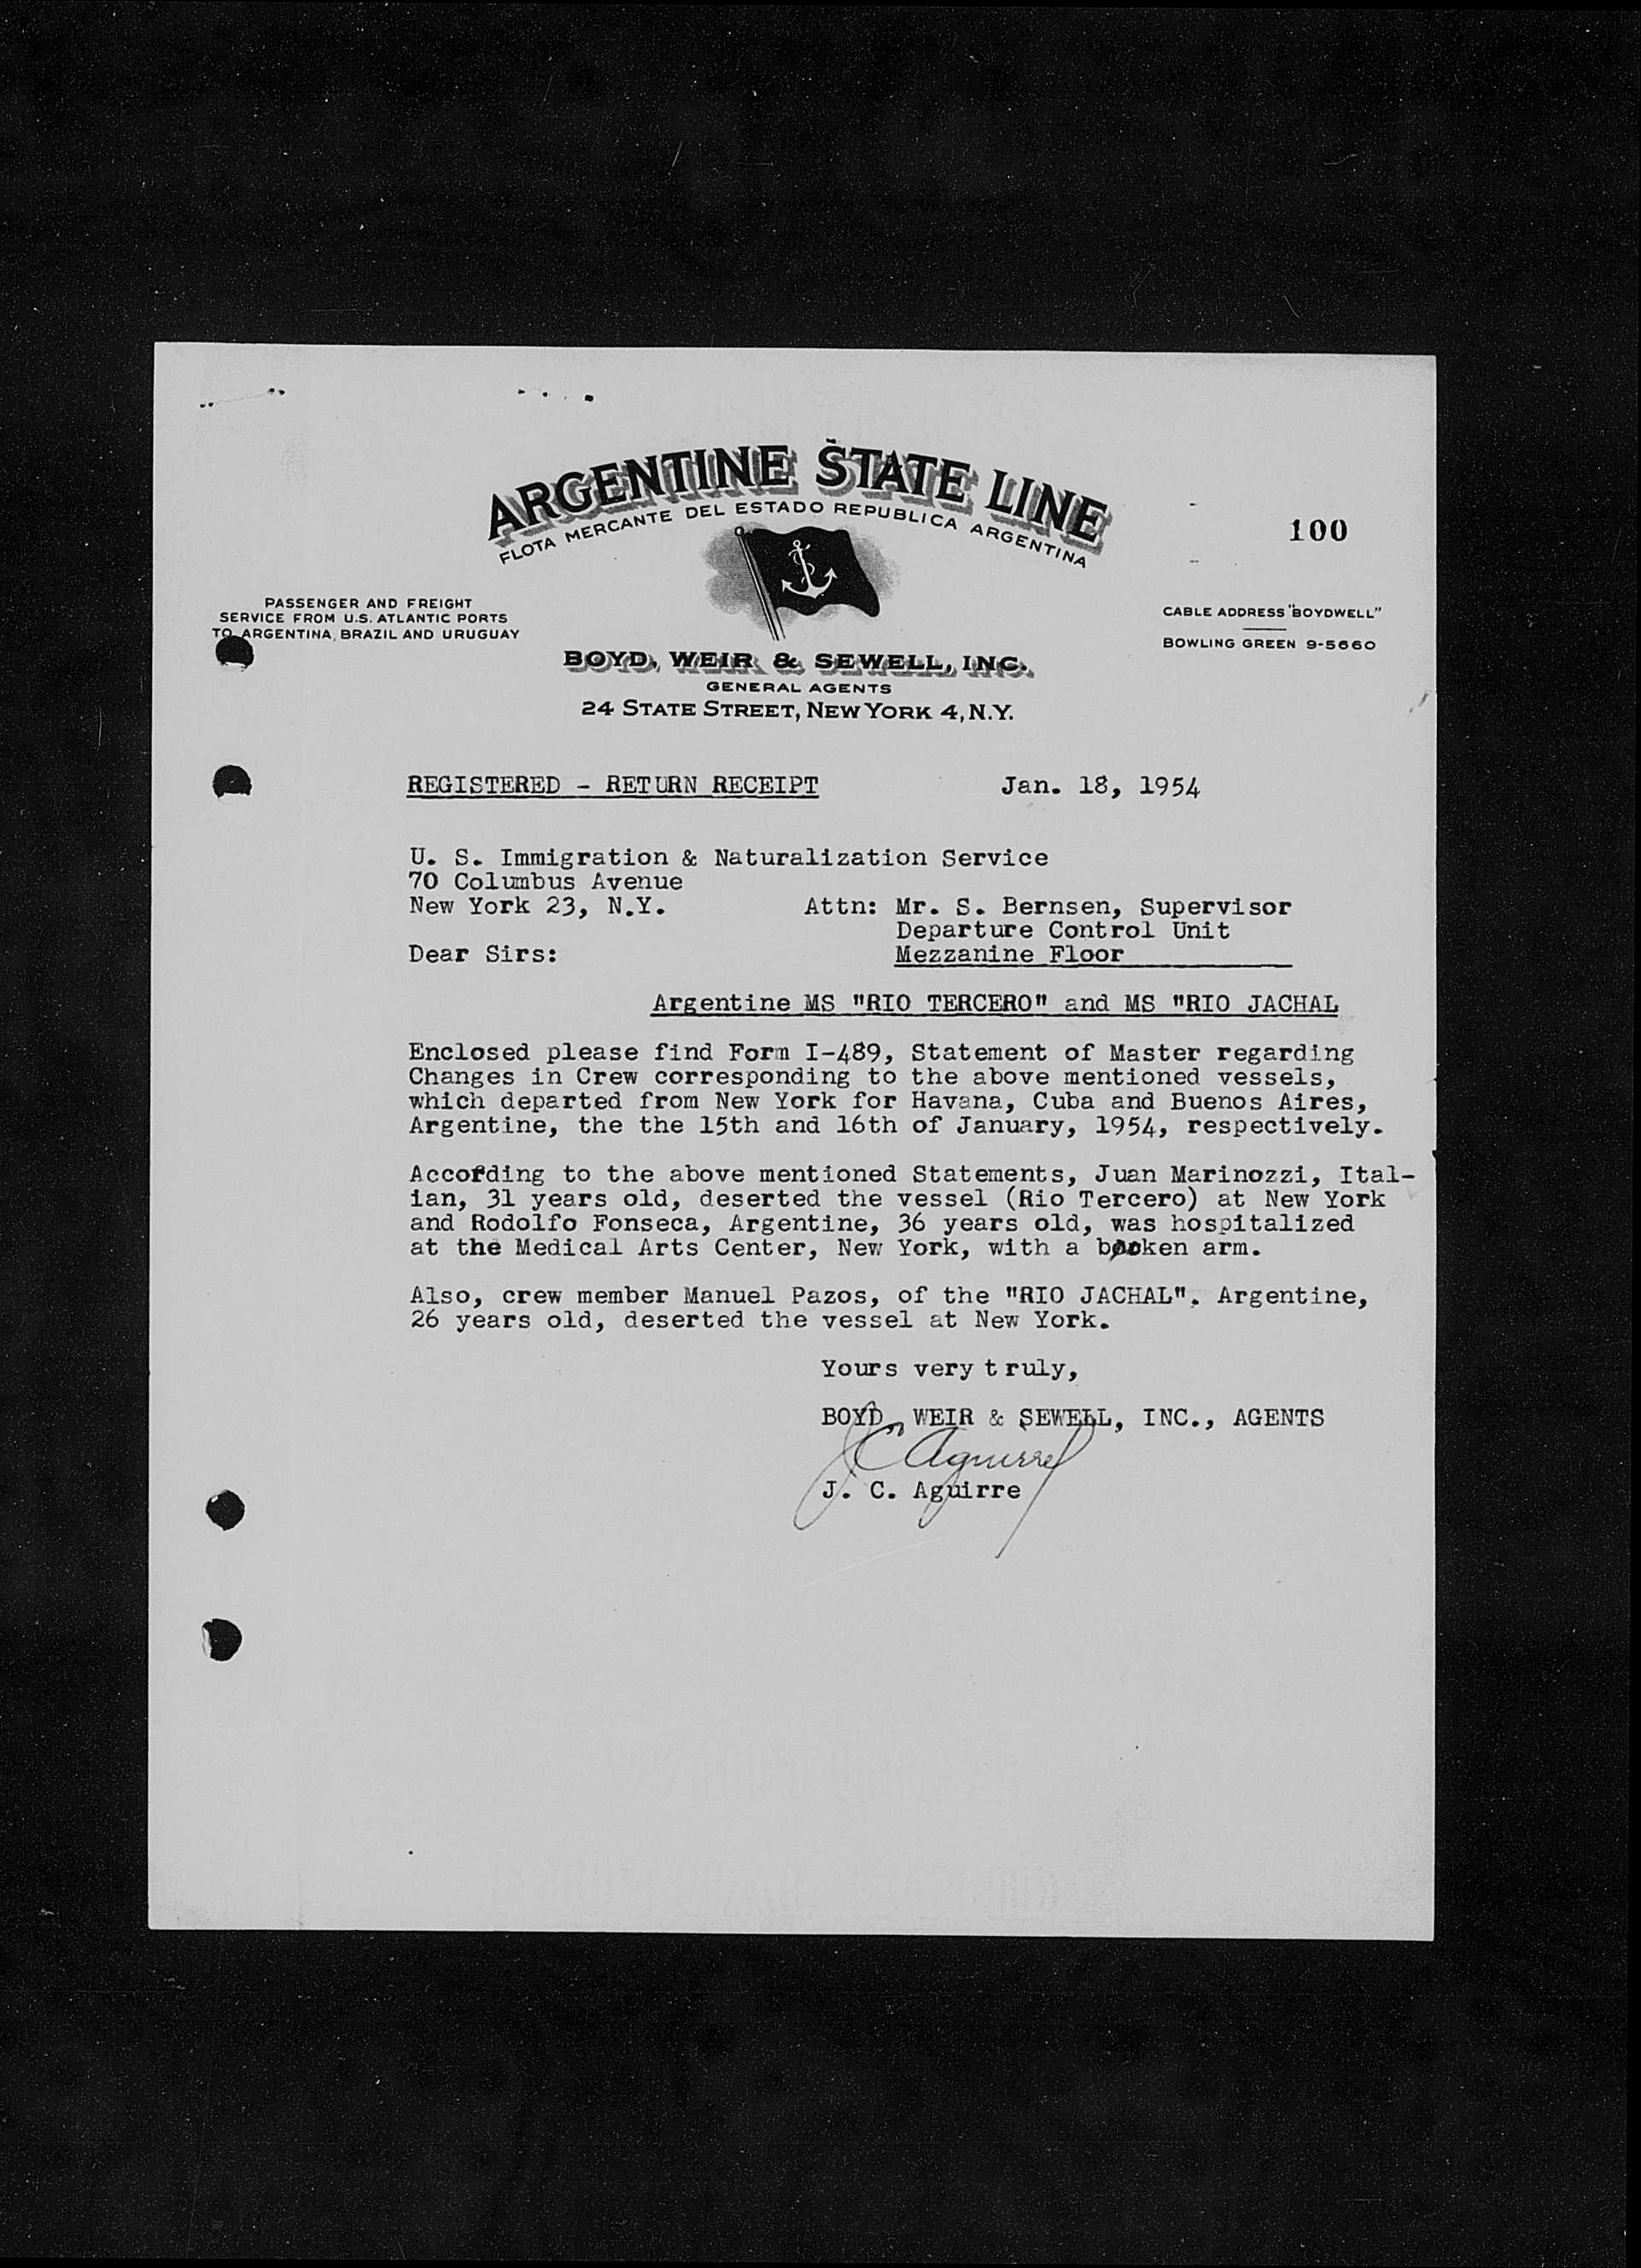 ARGENTINE STATE LINE
FLOTA MERCANTE DEL ESTADO REPUBLICA ARGENTINA
100
PASSENGER AND FREIGHT
SERVICE FROM U.S. ATLANTIC PORTS
TO ARGENTINA, BRAZIL AND URUGUAY
CABLE ADDRESS "BOYDWELL"
BOWLING GREEN 9-5660
BOYD, WEIR & SEWELL, INC.
GENERAL AGENTS
24 STATE STREET, NEW YORK 4, N.Y.
REGISTERED - RETURN RECEIPT Jan. 18, 1954
U. S. Immigration & Naturalization Service
70 Columbus Avenue
New York 23, N.Y. Attn: Mr. S. Bernsen, Supervisor
Departure Control Unit
Dear Sirs: Mezzanine Floor
Argentine MS "RIO TERCERO" and MS "RIO JACHAL
Enclosed please find Form I-489, Statement of Master regarding
Changes in Crew corresponding to the above mentioned vessels,
which departed from New York for Havana, Cuba and Buenos Aires,
Argentine, the the 15th and 16th of January, 1954, respectively.
According to the above mentioned Statements, Juan Marinozzi, Ital-
ian, 31 years old, deserted the vessel (Rio Tercero) at New York
and Rodolfo Fonseca, Argentine, 36 years old, was hospitalized
at the Medical Arts Center, New York, with a broken arm.
Also, crew member Manuel Pazos, of the "RIO JACHAL". Argentine,
26 years old, deserted the vessel at New York.
Yours very truly,
BOYD, WEIR & SEWELL, INC., AGENTS
J C Aguirre
J. C. Aguirre